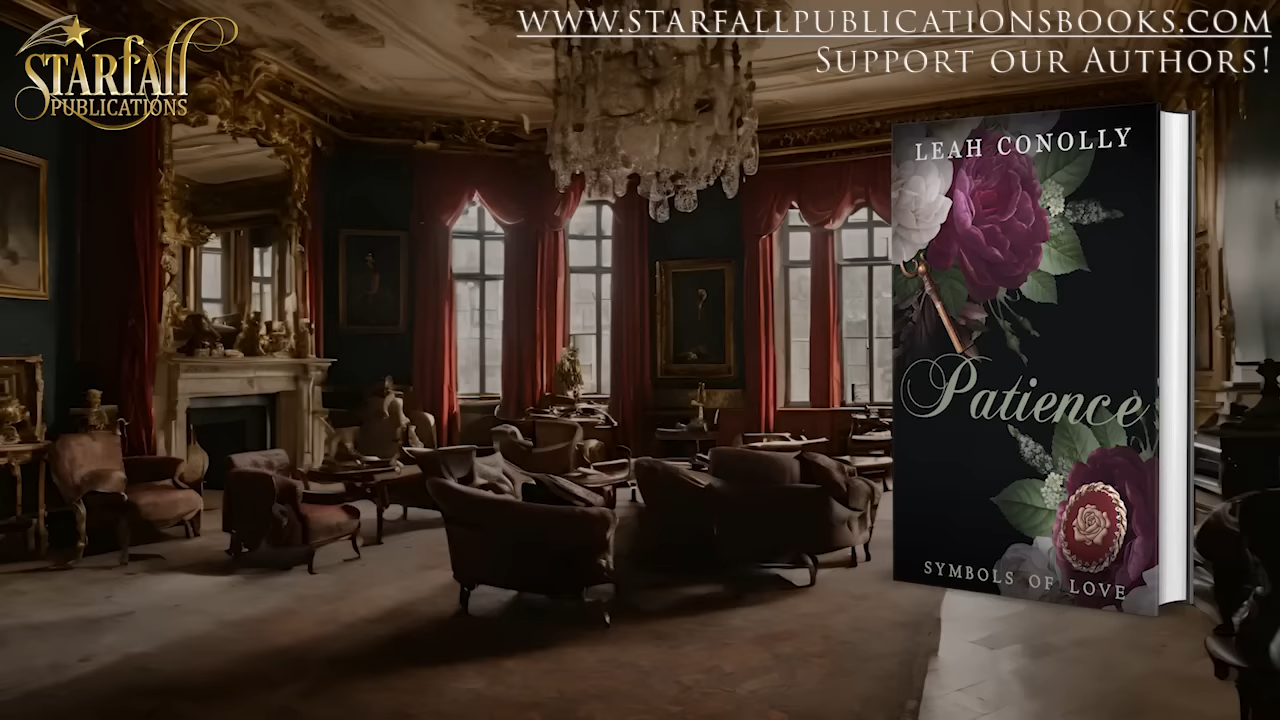 STARfall
PUBLICATIONS
WWW.STARFALLPUBLICATIONSBOOKS.COM
SUPPORT OUR AUTHORS!
LEAH CONOLLY
Patience
SYMBOLS OF LOVE